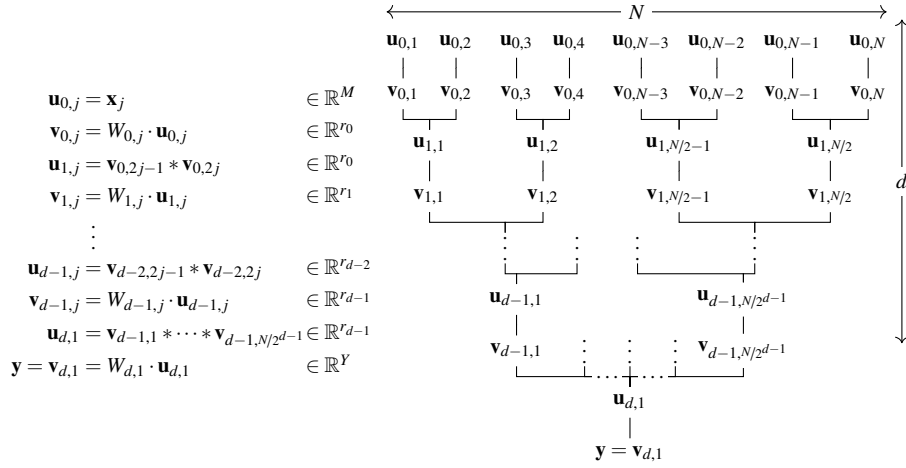 N
𝐮_{0,1} 𝐮_{0,2} 𝐮_{0,3} 𝐮_{0,4} 𝐮_{0,N−3} 𝐮_{0,N−2} 𝐮_{0,N−1} 𝐮_{0,N}
𝐯_{0,1} 𝐯_{0,2} 𝐯_{0,3} 𝐯_{0,4} 𝐯_{0,N−3} 𝐯_{0,N−2} 𝐯_{0,N−1} 𝐯_{0,N}
𝐮_{1,1} 𝐮_{1,2} 𝐮_{1,N/2−1} 𝐮_{1,N/2}
𝐯_{1,1} 𝐯_{1,2} 𝐯_{1,N/2−1} 𝐯_{1,N/2}
d
𝐮_{d−1,1} 𝐮_{d−1,N/2^{d−1}}
𝐯_{d−1,1} 𝐯_{d−1,N/2^{d−1}}
𝐮_{d,1}
𝐲 = 𝐯_{d,1}
𝐮_{0,j} = 𝐱_j ∈ ℝ^M
𝐯_{0,j} = W_{0,j} · 𝐮_{0,j} ∈ ℝ^{r_0}
𝐮_{1,j} = 𝐯_{0,2j−1} ∗ 𝐯_{0,2j} ∈ ℝ^{r_0}
𝐯_{1,j} = W_{1,j} · 𝐮_{1,j} ∈ ℝ^{r_1}
⋮
𝐮_{d−1,j} = 𝐯_{d−2,2j−1} ∗ 𝐯_{d−2,2j} ∈ ℝ^{r_{d−2}}
𝐯_{d−1,j} = W_{d−1,j} · 𝐮_{d−1,j} ∈ ℝ^{r_{d−1}}
𝐮_{d,1} = 𝐯_{d−1,1} ∗ ··· ∗ 𝐯_{d−1,N/2^{d−1}} ∈ ℝ^{r_{d−1}}
𝐲 = 𝐯_{d,1} = W_{d,1} · 𝐮_{d,1} ∈ ℝ^Y